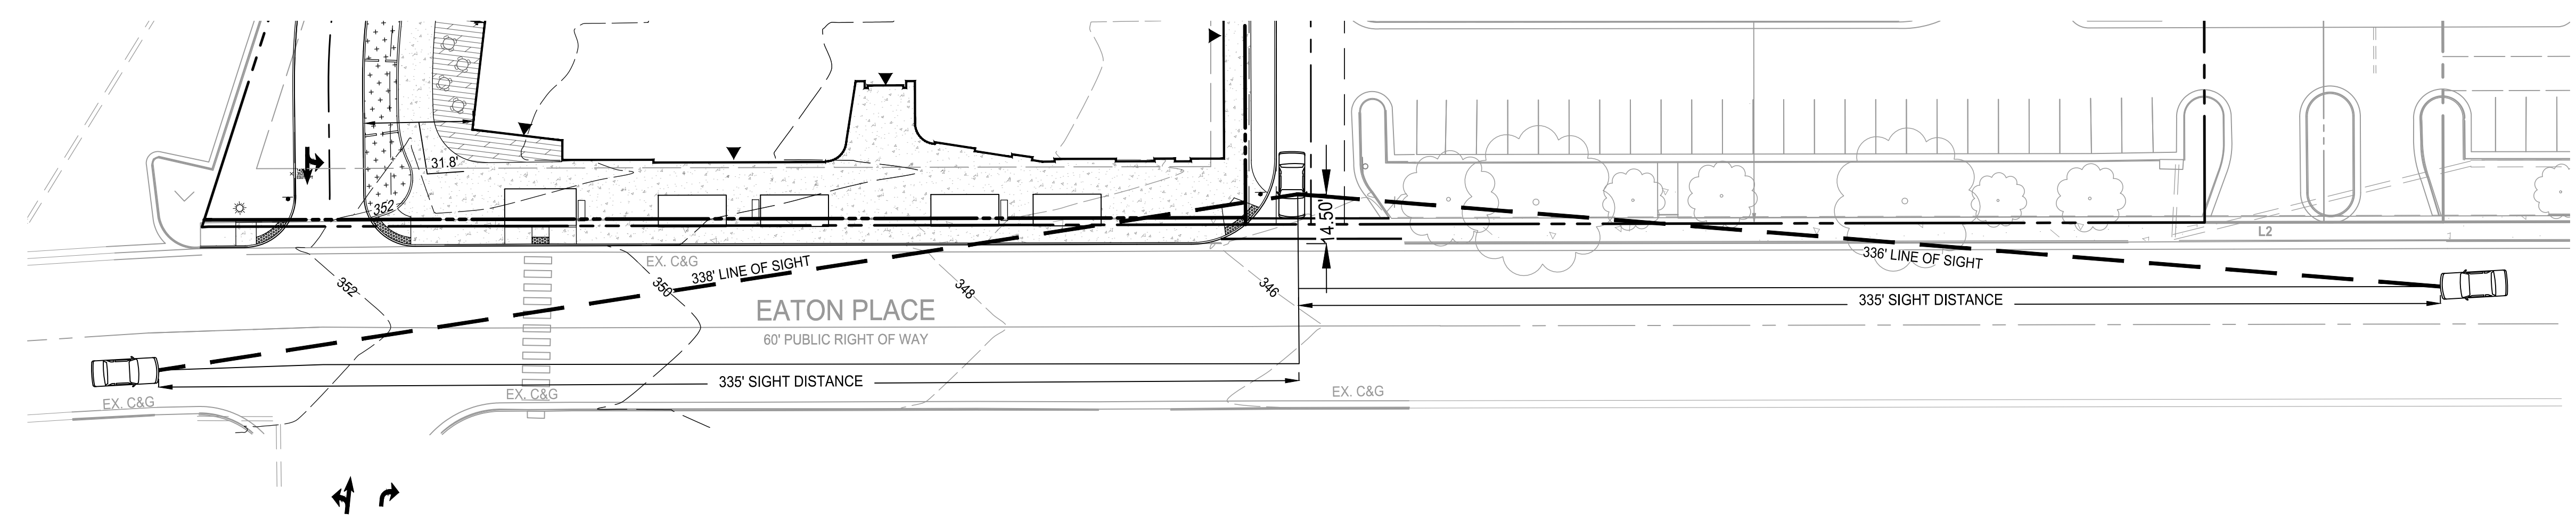 31.8'
352
14.50'
L2
EX. C&G
338' LINE OF SIGHT
336' LINE OF SIGHT
352
350
348
346
EATON PLACE
335' SIGHT DISTANCE
60' PUBLIC RIGHT OF WAY
335' SIGHT DISTANCE
EX. C&G
EX. C&G
EX. C&G